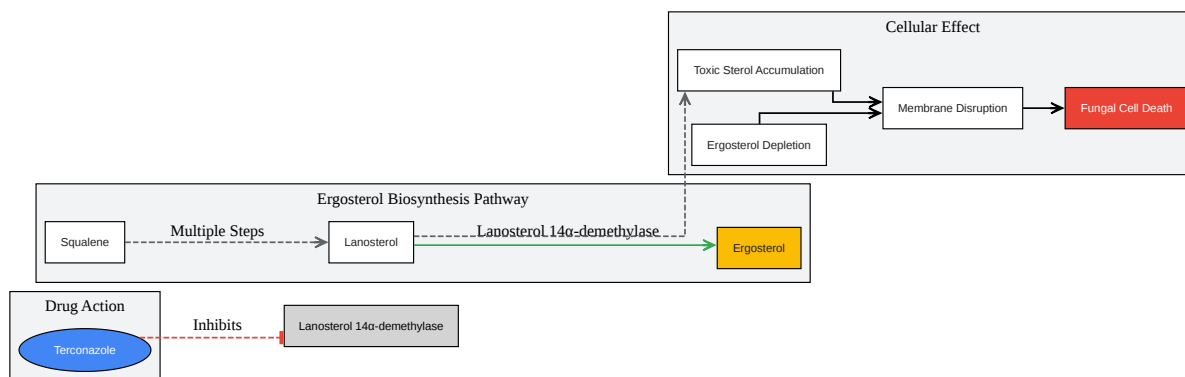 Cellular Effect
Toxic Sterol Accumulation
Membrane Disruption
Fungal Cell Death
Ergosterol Depletion
Ergosterol Biosynthesis Pathway
Squalene
Multiple Steps
Lanosterol
Lanosterol 14α-demethylase
Ergosterol
Drug Action
Terconazole
Inhibits
Lanosterol 14α-demethylase